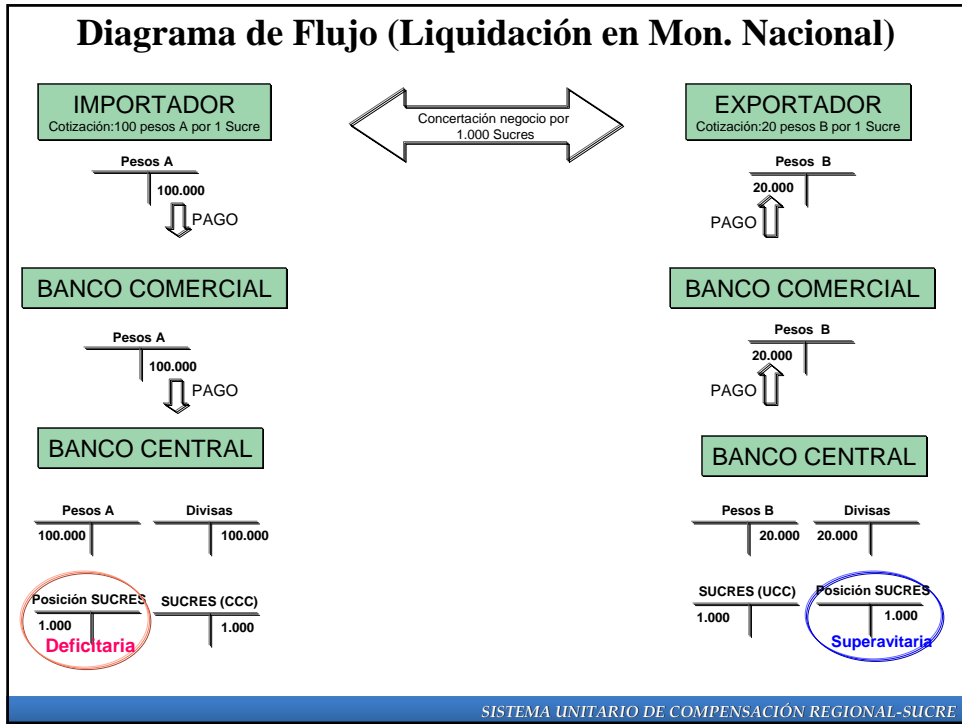 Diagrama de Flujo (Liquidación en Mon. Nacional)
IMPORTADOR
Cotización:100 pesos A por 1 Sucre
Concertación negocio por
1.000 Sucres
EXPORTADOR
Cotización:20 pesos B por 1 Sucre
Pesos A
100.000
PAGO
Pesos B
20.000
PAGO
BANCO COMERCIAL
BANCO COMERCIAL
Pesos A
100.000
PAGO
Pesos B
20.000
PAGO
BANCO CENTRAL
BANCO CENTRAL
Pesos A
100.000
Divisas
100.000
Pesos B
20.000
Divisas
20.000
Posición SUCRES
1.000
Deficitaria
SUCRES (CCC)
1.000
SUCRES (UCC)
1.000
Posición SUCRES
1.000
Superavitaria
SISTEMA UNITARIO DE COMPENSACIÓN REGIONAL-SUCRE